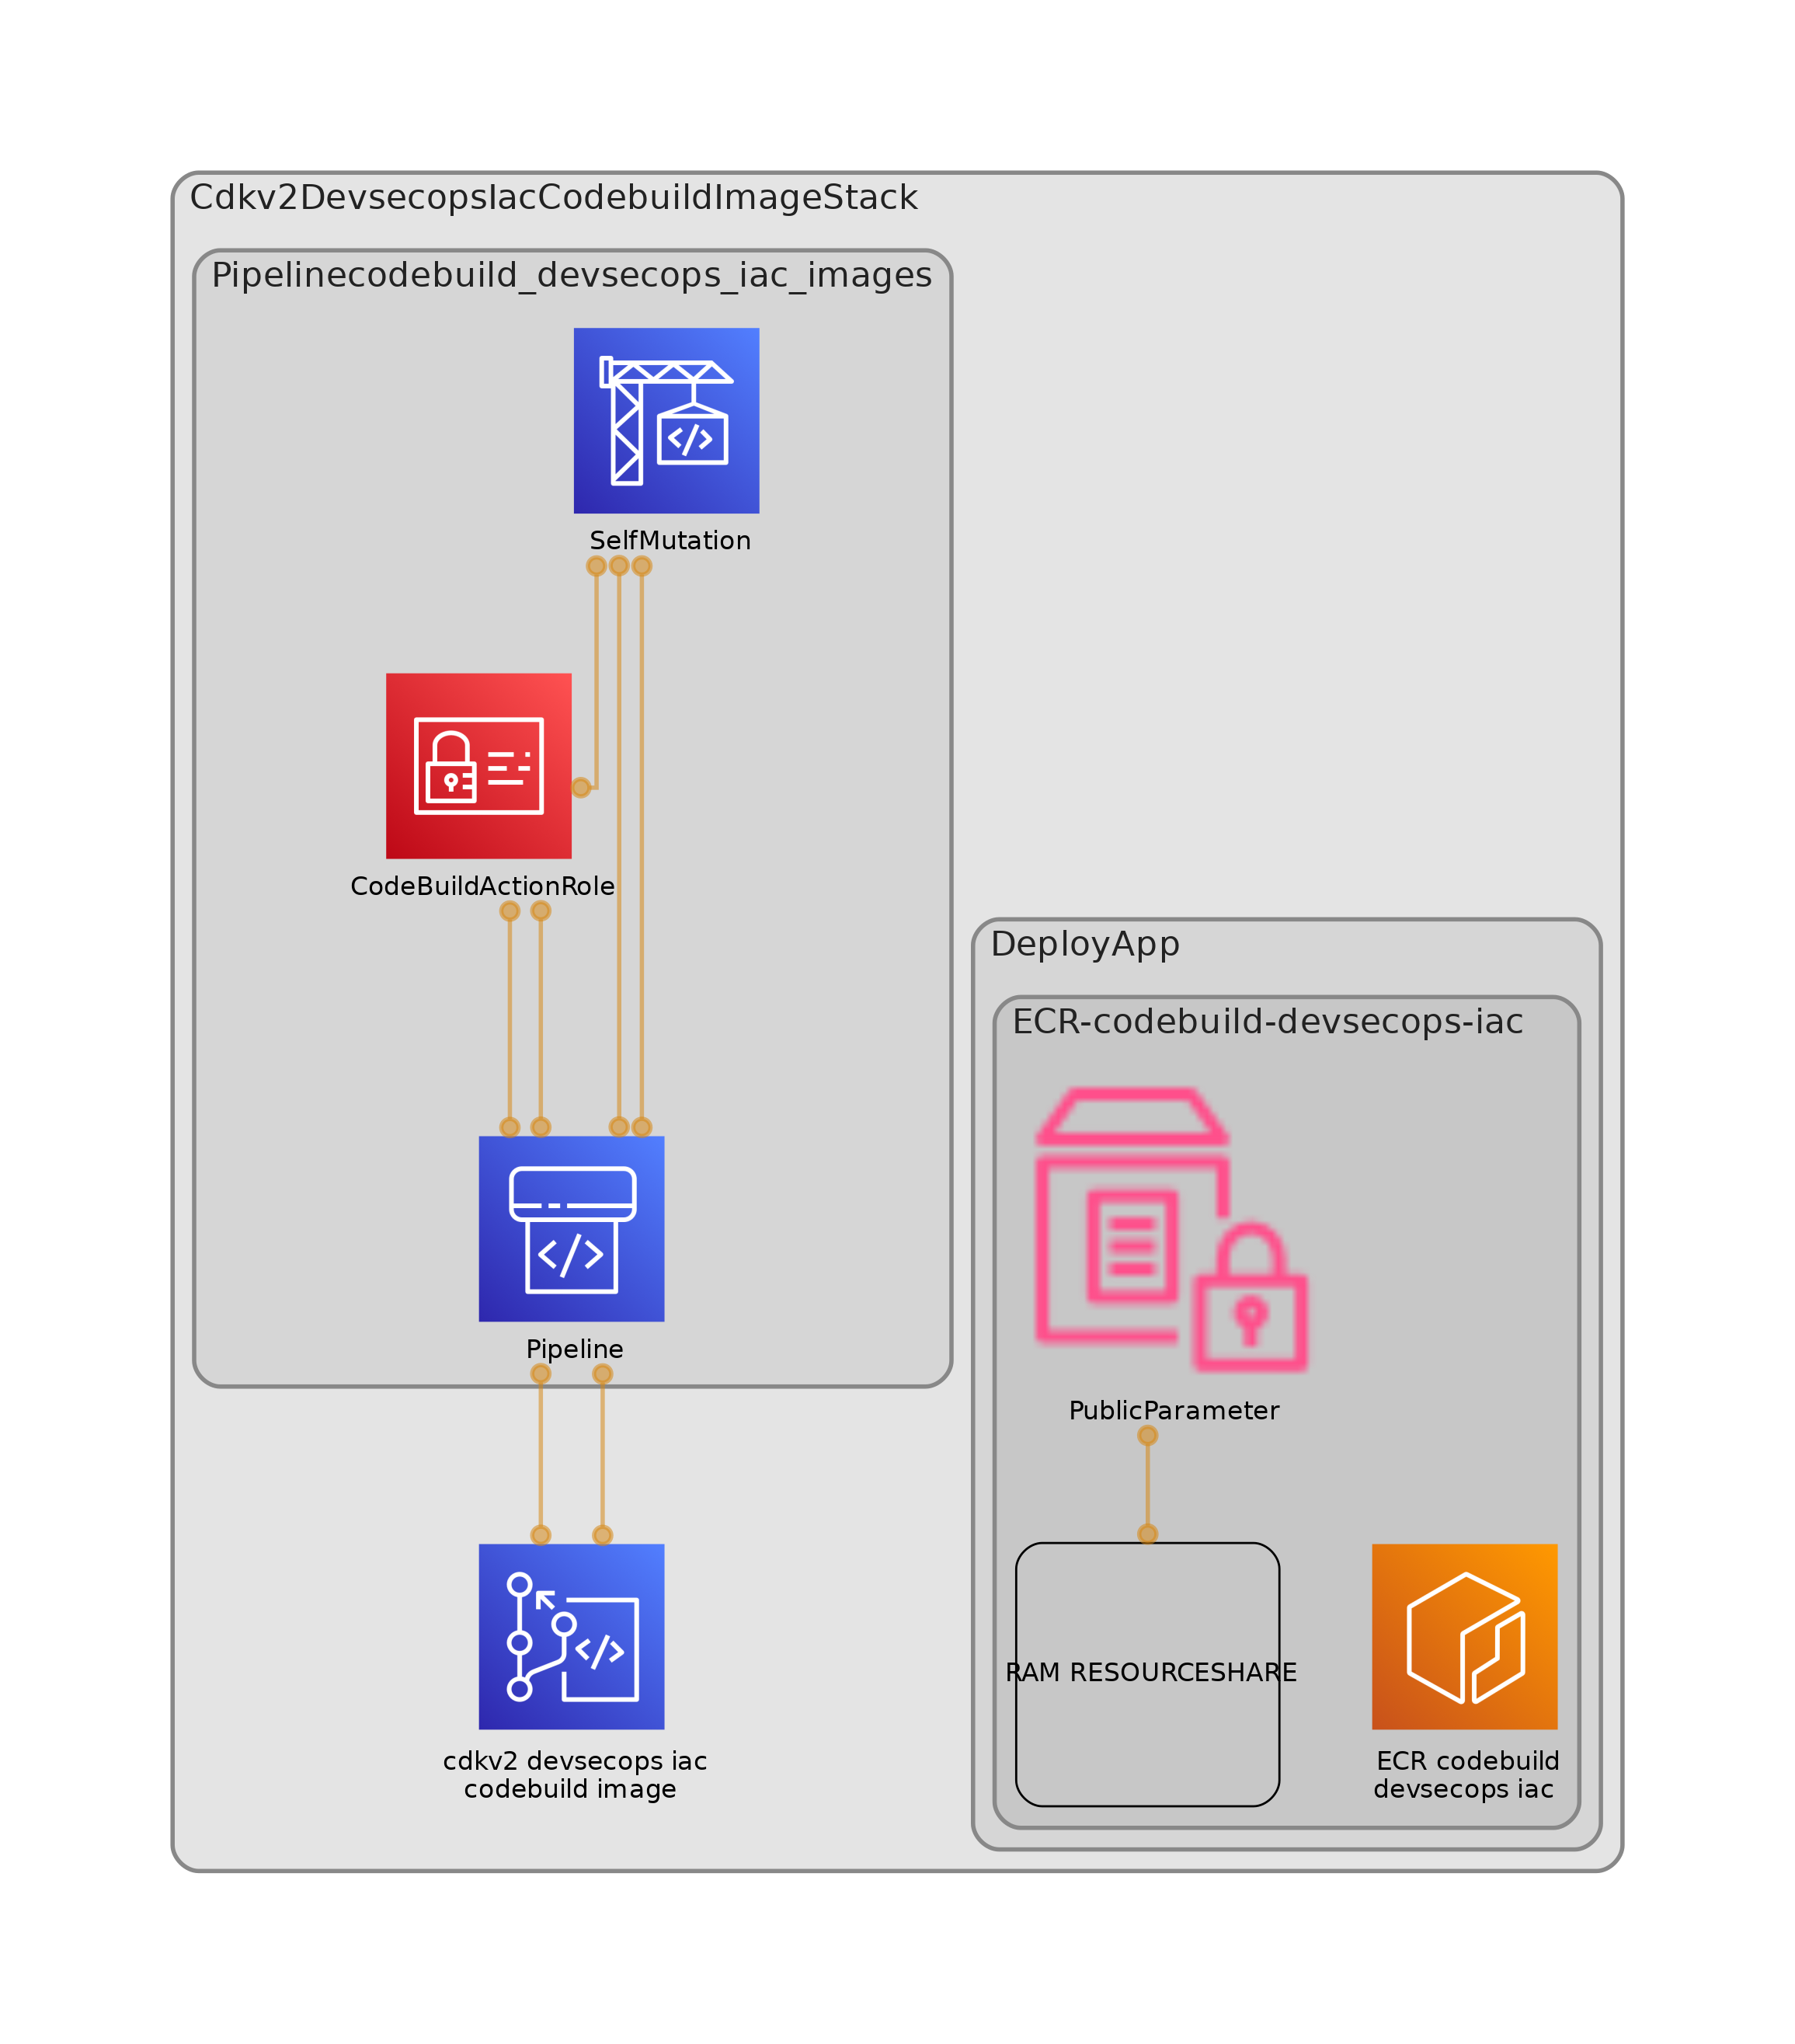 Cdkv2DevsecopsIacCodebuildImageStack
Pipelinecodebuild_devsecops_iac_images
SelfMutation
CodeBuildActionRole
Pipeline
cdkv2 devsecops iac
codebuild image
DeployApp
ECR-codebuild-devsecops-iac
PublicParameter
RAM RESOURCESHARE
ECR codebuild
devsecops iac